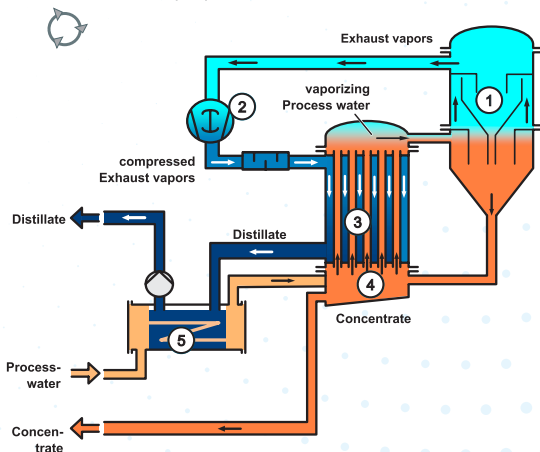 Exhaust vapors
1
2
vaporizing
Process water
compressed
Exhaust vapors
Distillate
3
Distillate
4
Concentrate
5
Process-
water
Concen-
trate